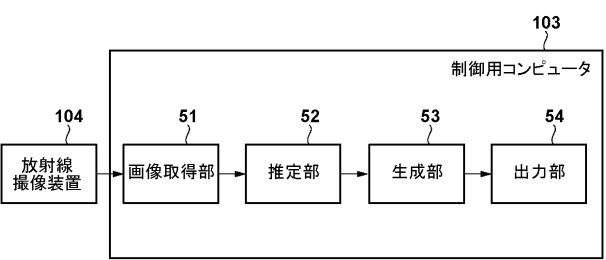 103
制御用コンピュータ
104
51
52
53
54
放射線
撮像装置
画像取得部
推定部
生成部
出力部